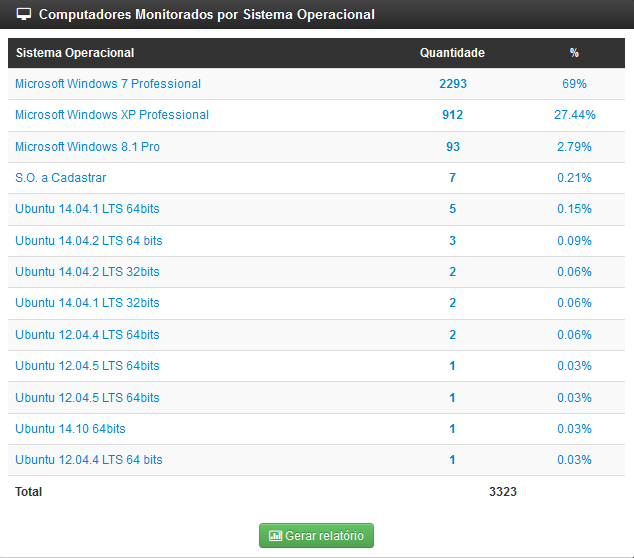 Computadores Monitorados por Sistema Operacional
Sistema Operacional Quantidade %
Microsoft Windows 7 Professional 2293 69%
Microsoft Windows XP Professional 912 27.44%
Microsoft Windows 8.1 Pro 93 2.79%
S.O. a Cadastrar 7 0.21%
Ubuntu 14.04.1 LTS 64bits 5 0.15%
Ubuntu 14.04.2 LTS 64 bits 3 0.09%
Ubuntu 14.04.2 LTS 32bits 2 0.06%
Ubuntu 14.04.1 LTS 32bits 2 0.06%
Ubuntu 12.04.4 LTS 64bits 2 0.06%
Ubuntu 12.04.5 LTS 64bits 1 0.03%
Ubuntu 12.04.5 LTS 64bits 1 0.03%
Ubuntu 14.10 64bits 1 0.03%
Ubuntu 12.04.4 LTS 64 bits 1 0.03%
Total 3323
Gerar relatório